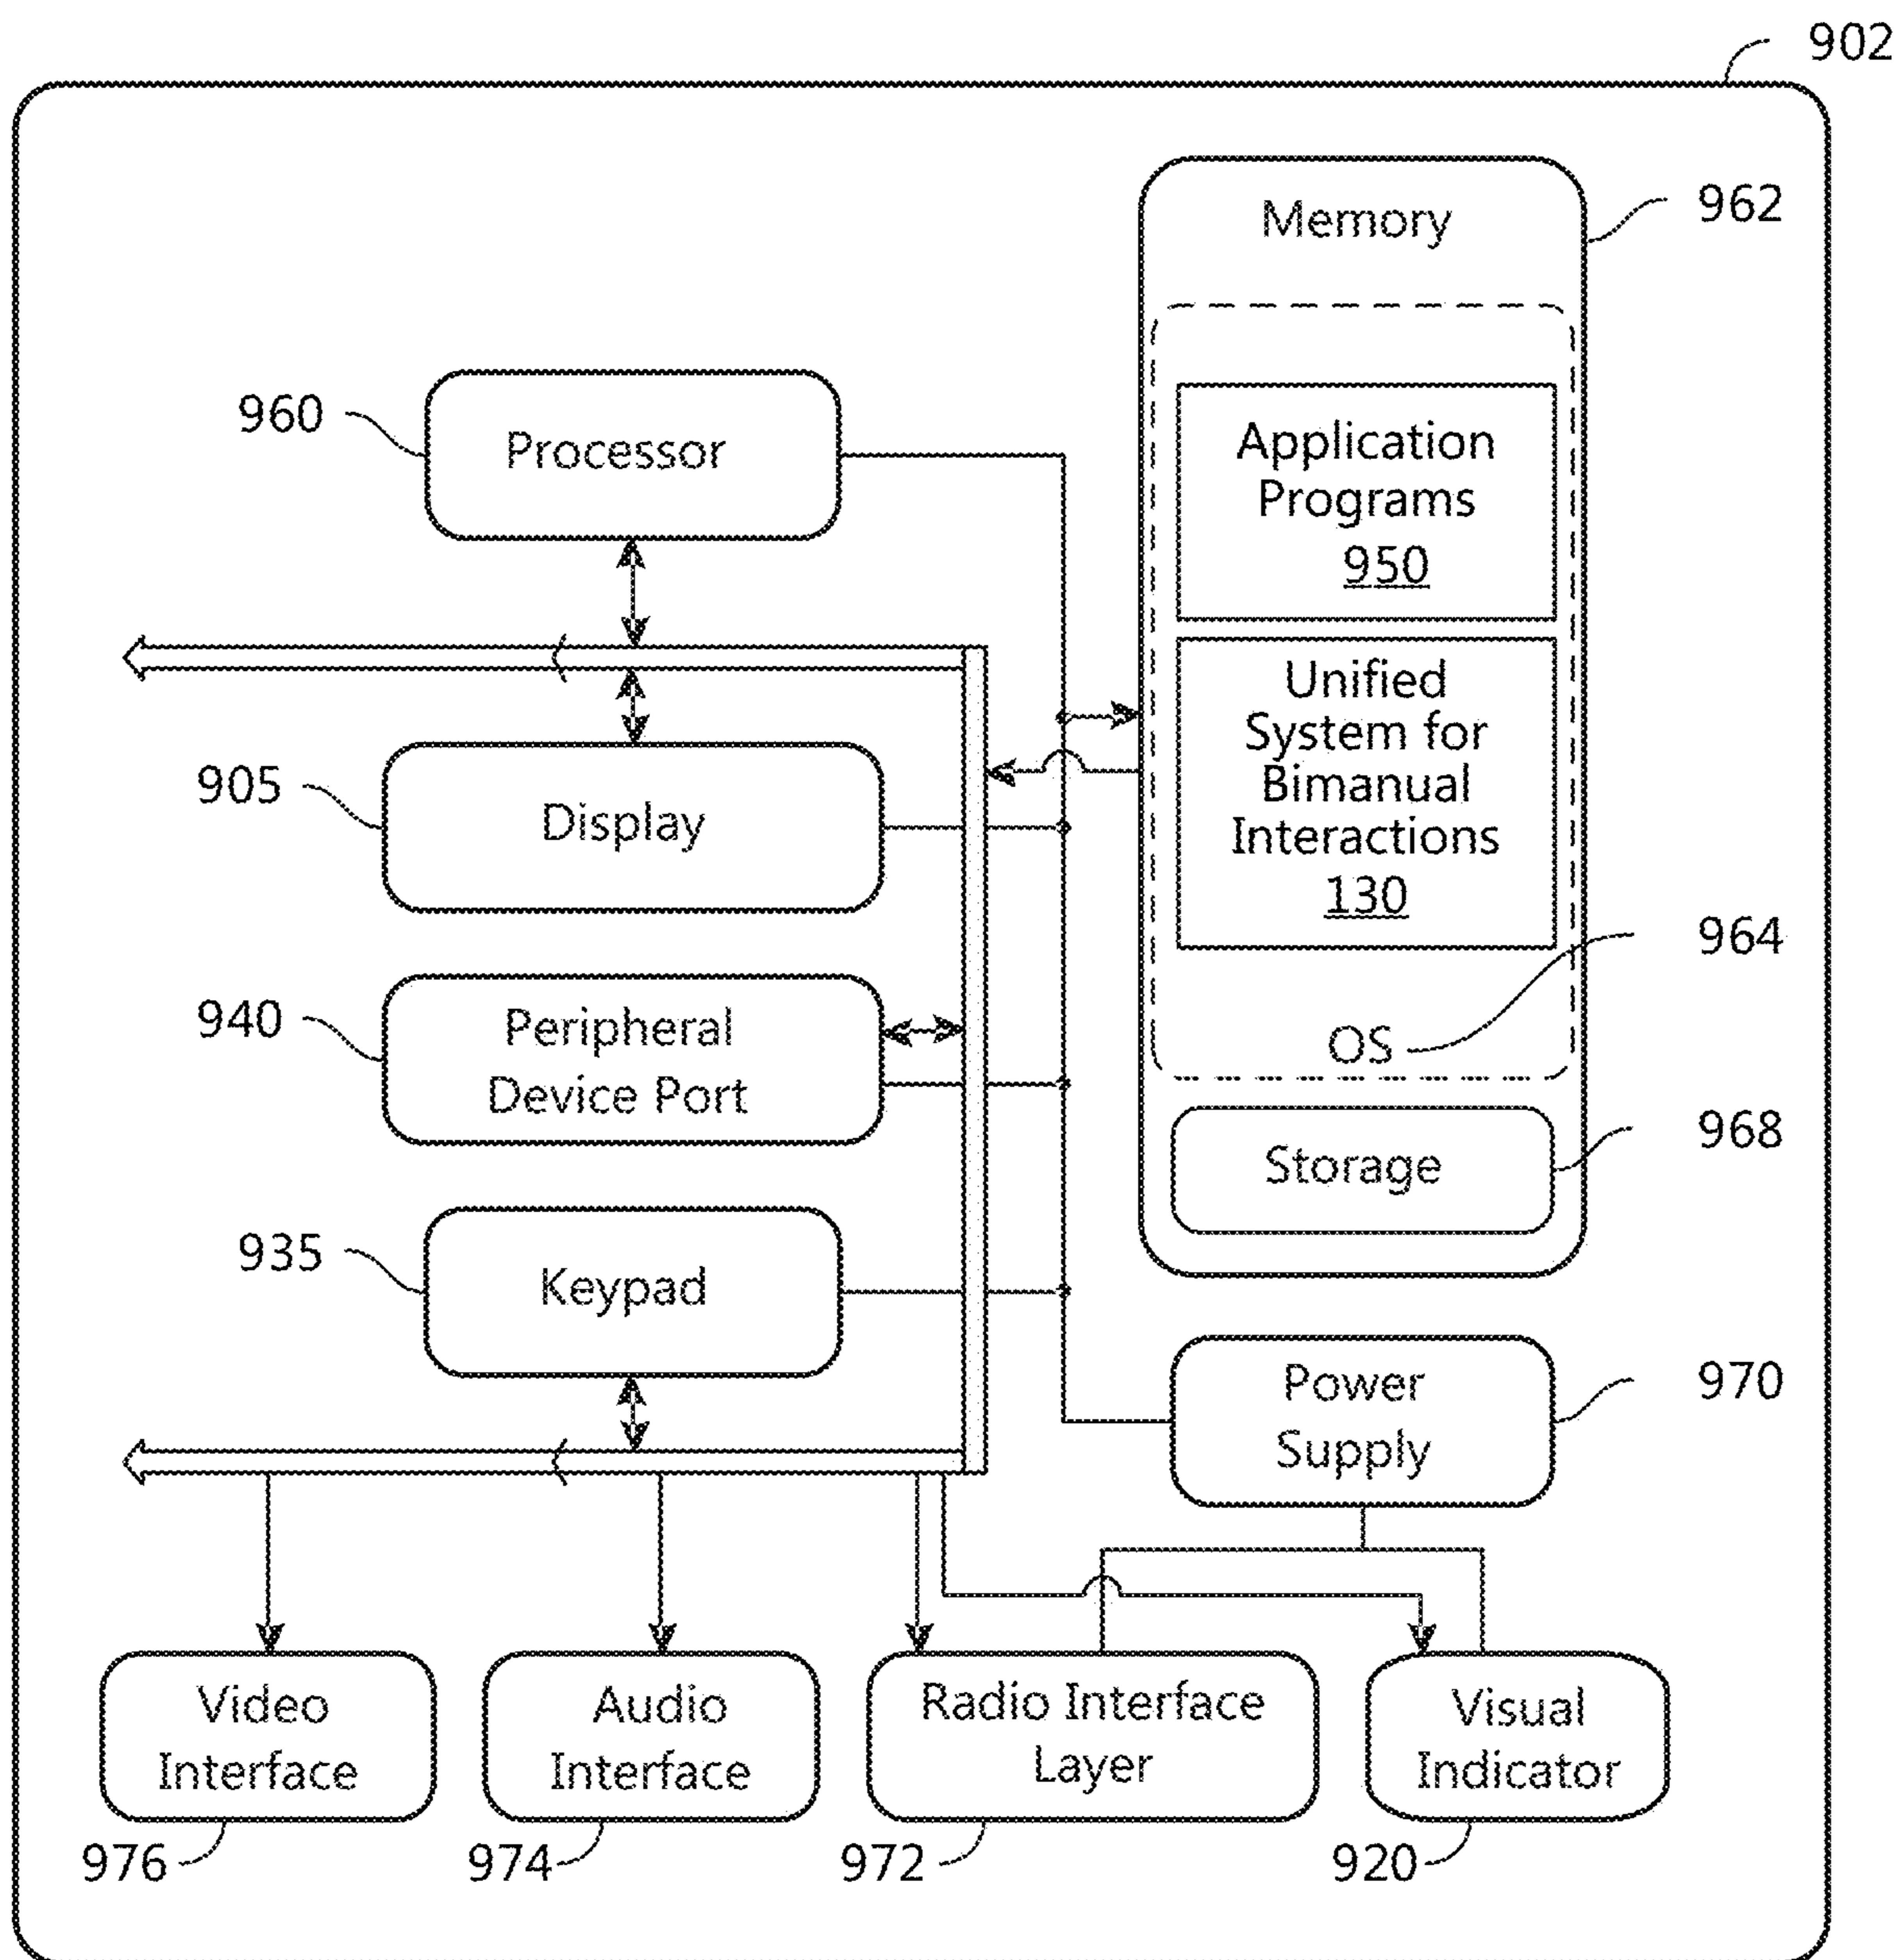 902
Memory
962
960
Processor
Application
Programs
950
Unified
System for
Bimanual
Interactions
130
905
Display
964
940
Peripheral
Device Port
OS
968
Storage
935
Keypad
970
Power
Supply
Video
Interface
Audio
Interface
Radio Interface
Layer
Visual
Indicator
976
974
972
920